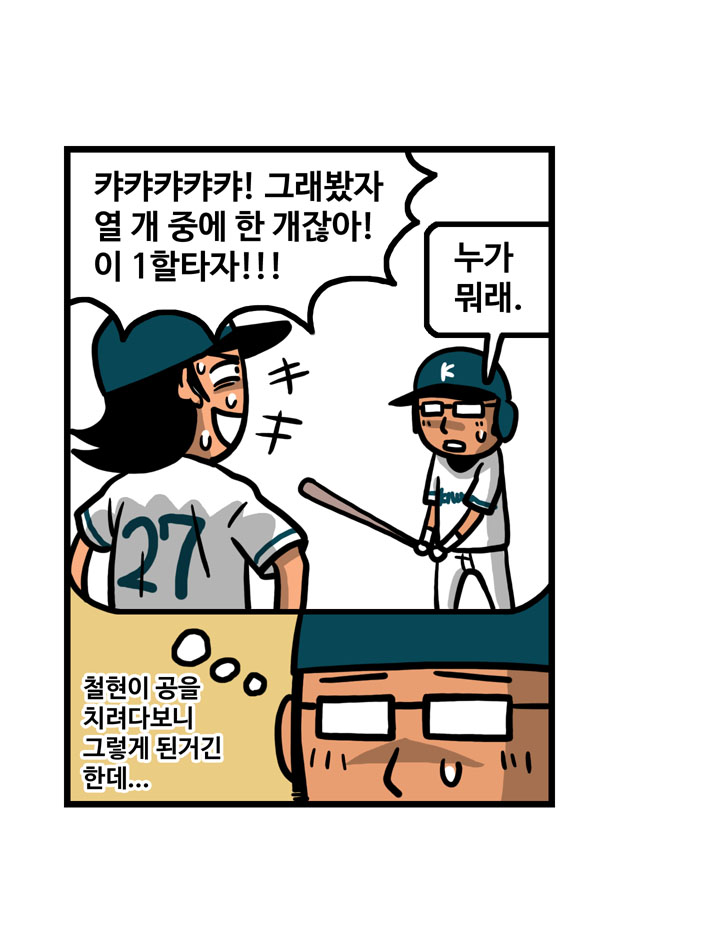 캬캬캬캬캬! 그래봤자
열 개 중에 한 개잖아!
이 1할타자!!!
누가
뭐래.
K
27
철현이 공을
치려다보니
그렇게 된거긴
한데...